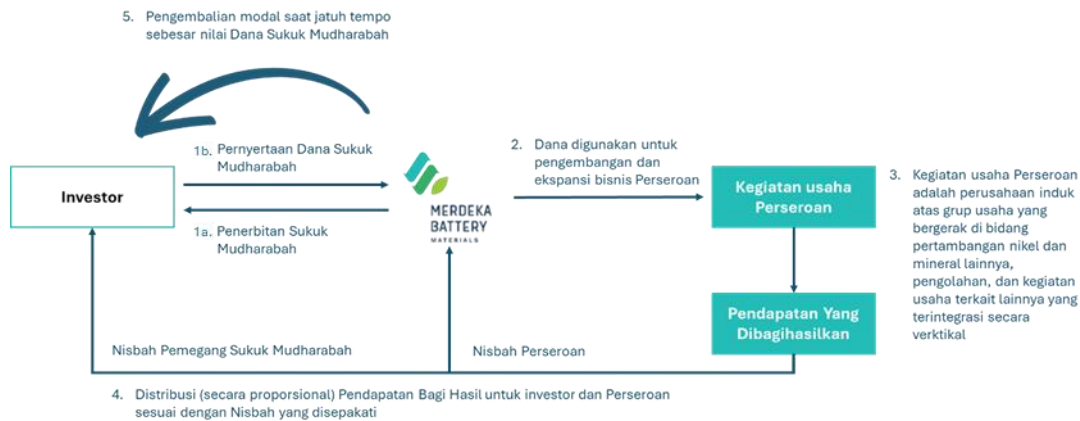 5. Pengembalian modal saat jatuh tempo
sebesar nilai Dana Sukuk Mudharabah
1b. Pernyertaan Dana Sukuk
Mudharabah
Investor
1a. Penerbitan Sukuk
Mudharabah
MERDEKA
BATTERY
MATERIALS
2. Dana digunakan untuk
pengembangan dan
ekspansi bisnis Perseroan
Kegiatan usaha
Perseroan
3. Kegiatan usaha Perseroan
adalah perusahaan induk
atas grup usaha yang
bergerak di bidang
pertambangan nikel dan
mineral lainnya,
pengolahan, dan kegiatan
usaha terkait lainnya yang
terintegrasi secara
verktikal
Pendapatan Yang
Dibagihasilkan
Nisbah Pemegang Sukuk Mudharabah
Nisbah Perseroan
4. Distribusi (secara proporsional) Pendapatan Bagi Hasil untuk investor dan Perseroan
sesuai dengan Nisbah yang disepakati